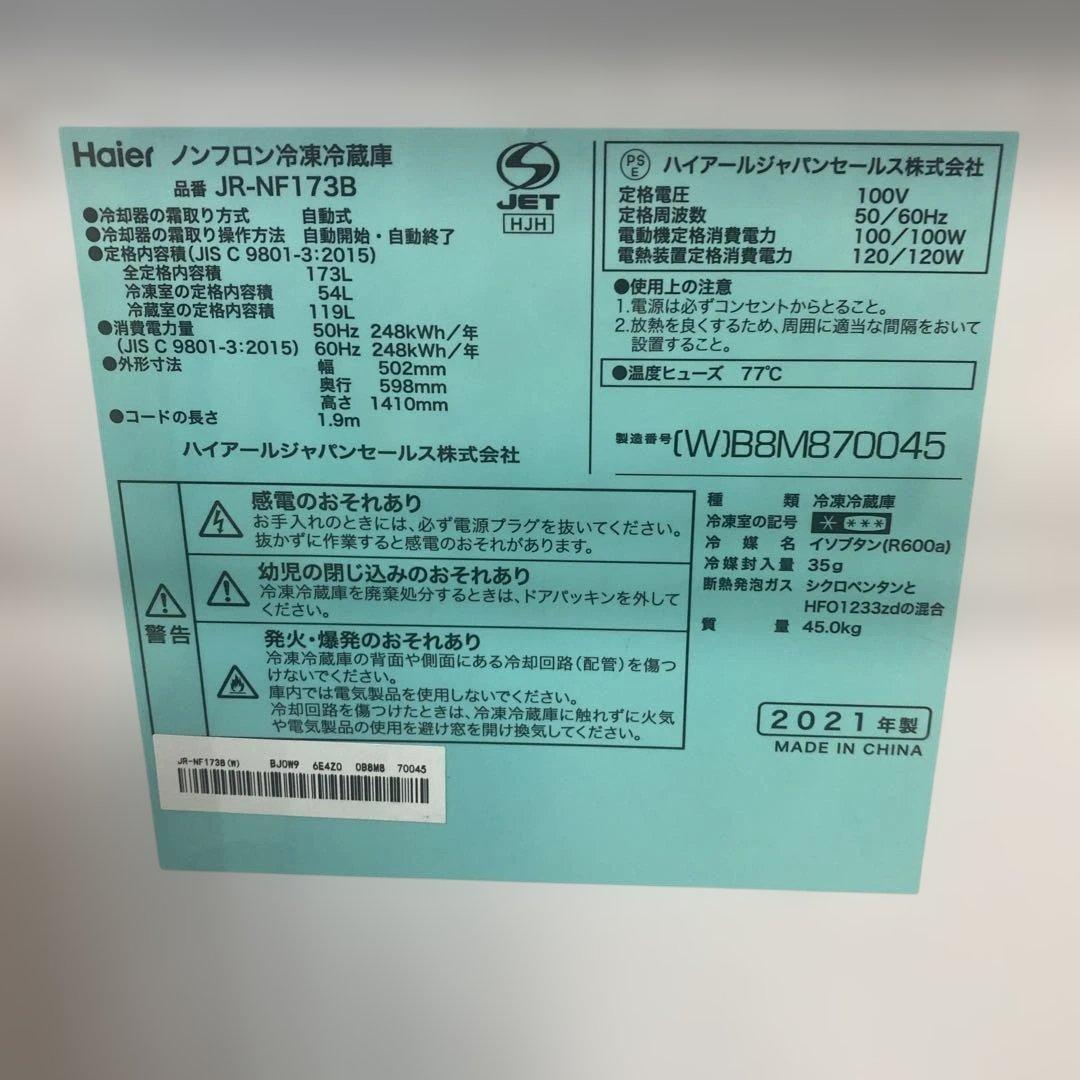 Haier ノンフロン冷凍冷蔵庫
品番 JR-NF173B
●冷却器の霜取り方式 自動式
●冷却器の霜取り操作方法 自動開始・自動終了
●定格内容積(JIS C 9801-3:2015)
全定格内容積 173L
冷凍室の定格内容積 54L
冷蔵室の定格内容積 119L
●消費電力量 50Hz 248kWh/年
(JIS C 9801-3:2015) 60Hz 248kWh/年
●外形寸法 幅 502mm
奥行 598mm
高さ 1410mm
●コードの長さ 1.9m
ハイアールジャパンセールス株式会社
JET
HJH
PSE ハイアールジャパンセールス株式会社
定格電圧 100V
定格周波数 50/60Hz
電動機定格消費電力 100/100W
電熱装置定格消費電力 120/120W
●使用上の注意
1.電源は必ずコンセントからとること。
2.放熱を良くするため、周囲に適当な間隔をおいて
設置すること。
●温度ヒューズ 77℃
製造番号 (W)B8M870045
警告
感電のおそれあり
お手入れのときには、必ず電源プラグを抜いてください。
抜かずに作業すると感電のおそれがあります。
幼児の閉じ込みのおそれあり
冷凍冷蔵庫を廃棄処分するときは、ドアパッキンを外して
ください。
発火・爆発のおそれあり
冷凍冷蔵庫の背面や側面にある冷却回路(配管)を傷つ
けないでください。
庫内では電気製品を使用しないでください。
冷却回路を傷つけたときは、冷凍冷蔵庫に触れずに火気
や電気製品の使用を避け窓を開け換気してください。
種類 冷凍冷蔵庫
冷凍室の記号 * ***
冷媒名 イソブタン(R600a)
冷媒封入量 35g
断熱発泡ガス シクロペンタンと
HFO1233zdの混合
質量 45.0kg
2021年製
MADE IN CHINA
JR-NF173B(W) BJ0W9 6E4Z0 0B8M8 70045